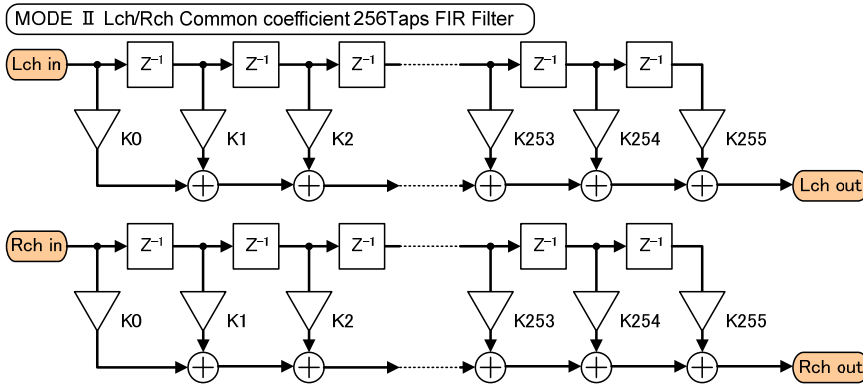 MODE Ⅱ Lch/Rch Common coefficient 256Taps FIR Filter
Lch in Z⁻¹ Z⁻¹ Z⁻¹ Z⁻¹ Z⁻¹
K0 K1 K2 K253 K254 K255
Lch out
Rch in Z⁻¹ Z⁻¹ Z⁻¹ Z⁻¹ Z⁻¹
K0 K1 K2 K253 K254 K255
Rch out